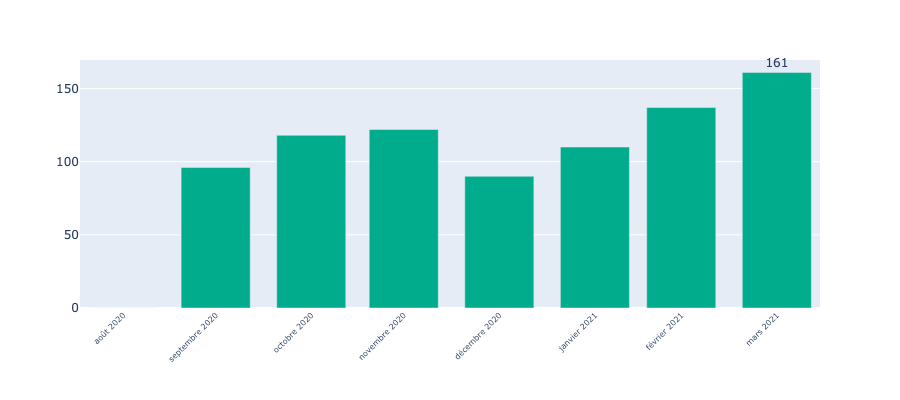 161
150
100
50
0
août 2020
septembre 2020
octobre 2020
novembre 2020
décembre 2020
janvier 2021
février 2021
mars 2021